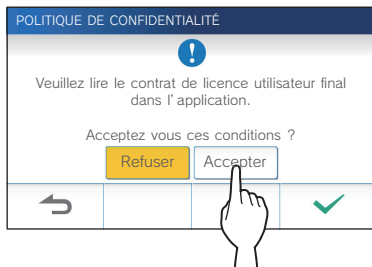 POLITIQUE DE CONFIDENTIALITÉ
Veuillez lire le contrat de licence utilisateur final
dans l'application.
Acceptez vous ces conditions ?
Refuser Accepter